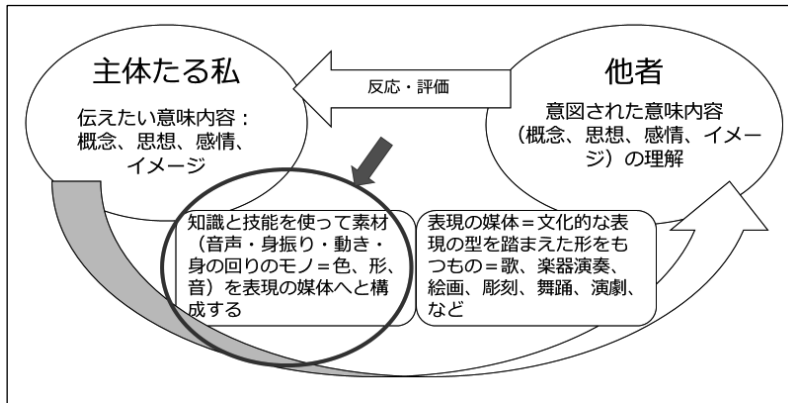 主体たる私
伝えたい意味内容：
概念、思想、感情、
イメージ
反応・評価
他者
意図された意味内容
（概念、思想、感情、イメー
ジ）の理解
知識と技能を使って素材
（音声・身振り・動き・
身の回りのモノ＝色、形、
音）を表現の媒体へと構
成する
表現の媒体＝文化的な表
現の型を踏まえた形をも
つもの＝歌、楽器演奏、
絵画、彫刻、舞踊、演劇、
など